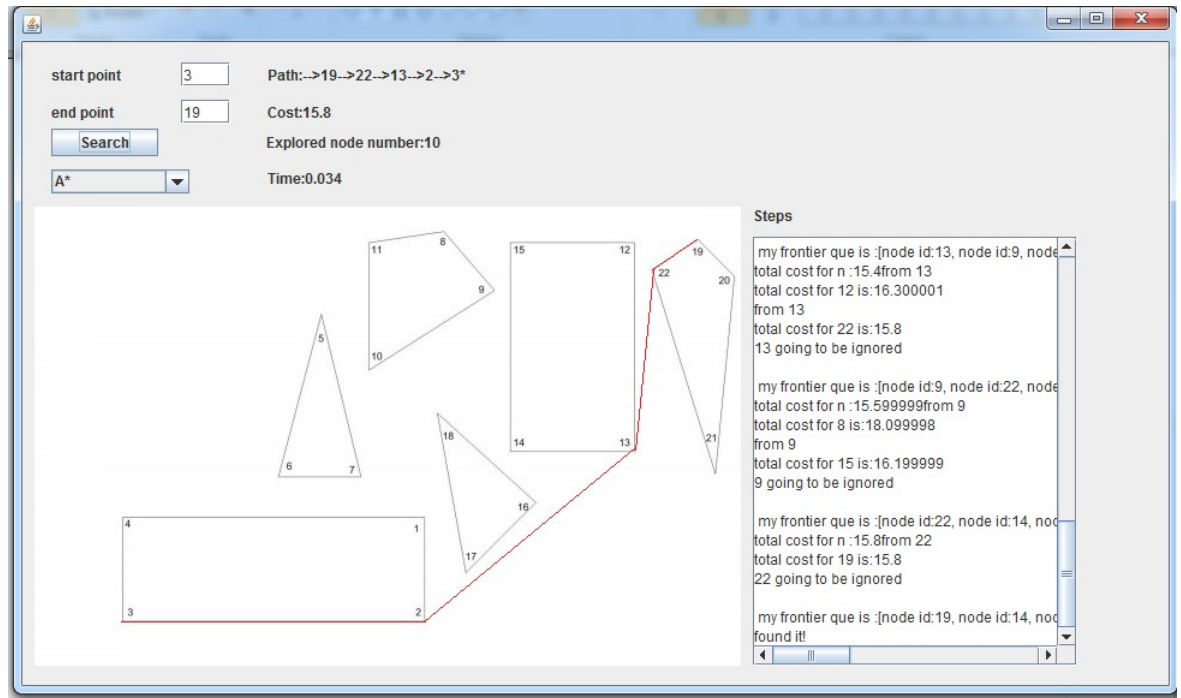 start point
3
Path:-->19-->22-->13-->2-->3*
end point
19
Cost:15.8
Search
Explored node number:10
A*
Time:0.034
Steps
my frontier que is :[node id:13, node id:9, node
total cost for n :15.4from 13
total cost for 12 is:16.300001
from 13
total cost for 22 is:15.8
13 going to be ignored
my frontier que is :[node id:9, node id:22, node
total cost for n :15.599999from 9
total cost for 8 is:18.099998
from 9
total cost for 15 is:16.199999
9 going to be ignored
my frontier que is :[node id:22, node id:14, nod
total cost for n :15.8from 22
total cost for 19 is:15.8
22 going to be ignored
my frontier que is :[node id:19, node id:14, nod
found it!
11
8
9
10
15
12
14
13
19
22
20
21
5
6
7
18
16
17
4
1
3
2